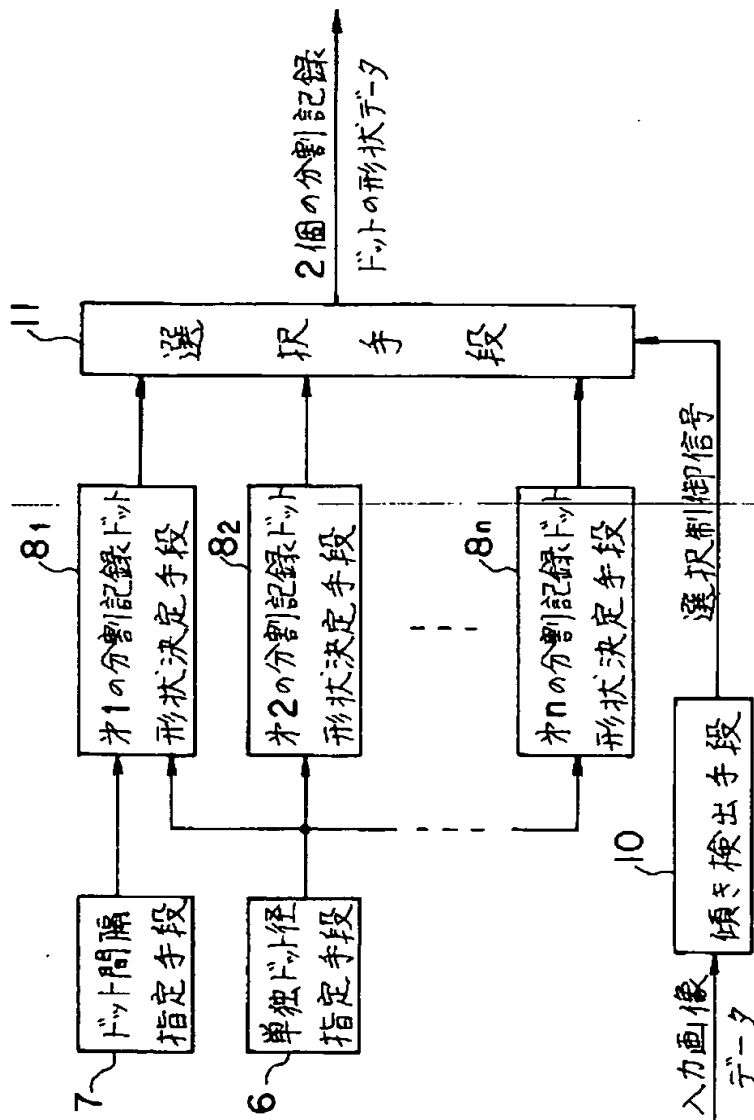 7
ドット間隔
指定手段
6
単独ドット径
指定手段
8₁
第1の分割記録ドット
形状決定手段
8₂
第2の分割記録ドット
形状決定手段
8n
第nの分割記録ドット
形状決定手段
11
選択手段
2個の分割記録
ドットの形状データ
入力画像
データ
10
傾き検出手段
選択制御信号